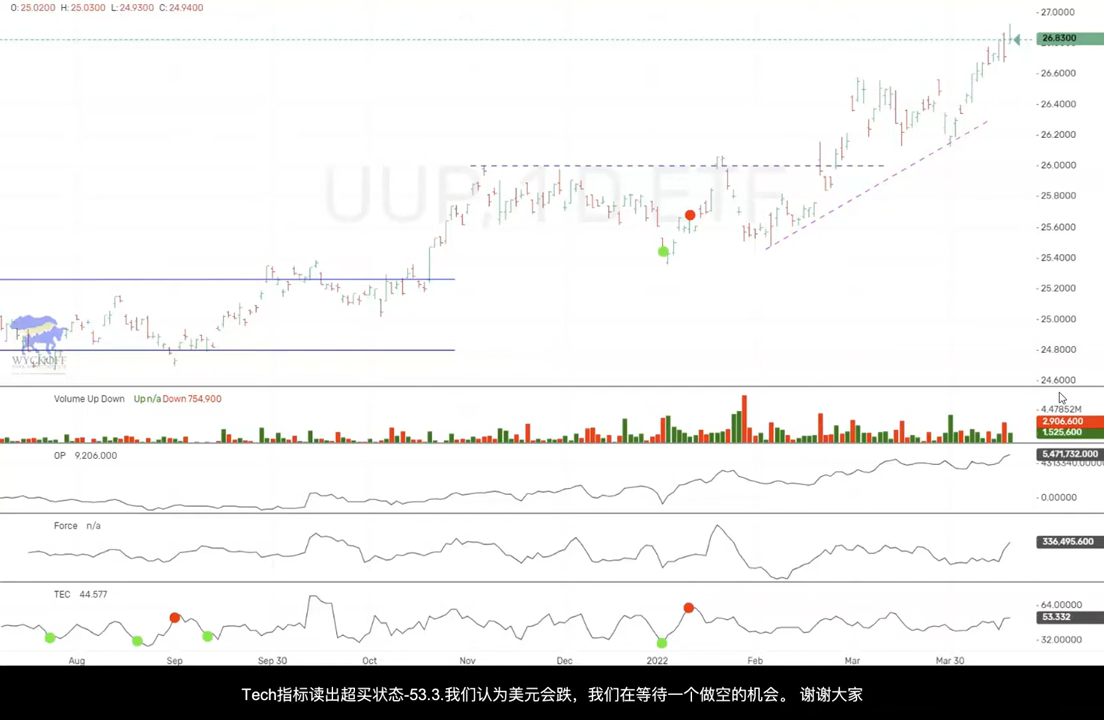 O: 25.0200 H: 25.0300 L: 24.9300 C: 24.9400
27.0000
26.8300
26.6000
26.4000
26.2000
26.0000
25.8000
25.6000
25.4000
25.2000
25.0000
24.8000
24.6000
UUP, 1 D ETF
WYCKOFF
Volume Up Down Up n/a Down 754,900
4.47852M
2,906,600
1,525,600
OP 9,206.000
5,471,732.000
0.00000
Force n/a
336,495.600
TEC 44.577
64.00000
53.332
32.00000
Aug Sep Sep 30 Oct Nov Dec 2022 Feb Mar Mar 30
Tech指标读出超买状态-53.3.我们认为美元会跌，我们在等待一个做空的机会。 谢谢大家